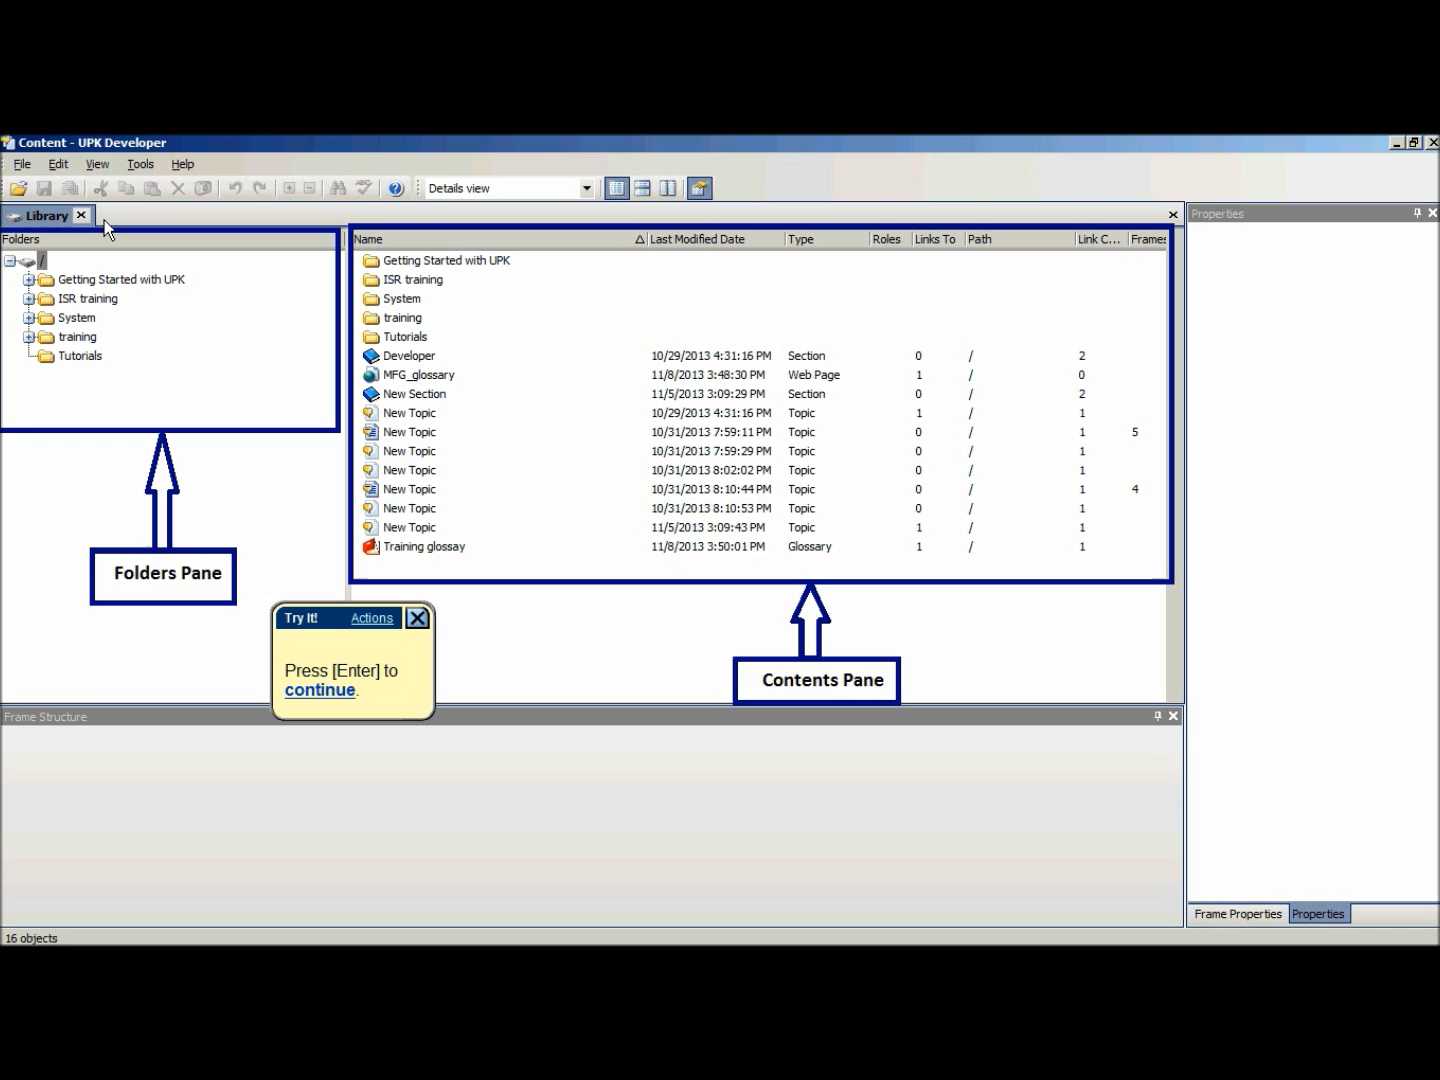 Content - UPK Developer
File Edit View Tools Help
Details view
Library
Properties
Folders
Name Last Modified Date Type Roles Links To Path Link C... Frames
/
Getting Started with UPK
ISR training
System
training
Tutorials
Getting Started with UPK
ISR training
System
training
Tutorials
Developer 10/29/2013 4:31:16 PM Section 0 / 2
MFG_glossary 11/8/2013 3:48:30 PM Web Page 1 / 0
New Section 11/5/2013 3:09:29 PM Section 0 / 2
New Topic 10/29/2013 4:31:16 PM Topic 1 / 1
New Topic 10/31/2013 7:59:11 PM Topic 0 / 1 5
New Topic 10/31/2013 7:59:29 PM Topic 0 / 1
New Topic 10/31/2013 8:02:02 PM Topic 0 / 1
New Topic 10/31/2013 8:10:44 PM Topic 0 / 1 4
New Topic 10/31/2013 8:10:53 PM Topic 0 / 1
New Topic 11/5/2013 3:09:43 PM Topic 1 / 1
Training glossay 11/8/2013 3:50:01 PM Glossary 1 / 1
Folders Pane
Try It! Actions
Press [Enter] to
continue.
Contents Pane
Frame Structure
Frame Properties Properties
16 objects